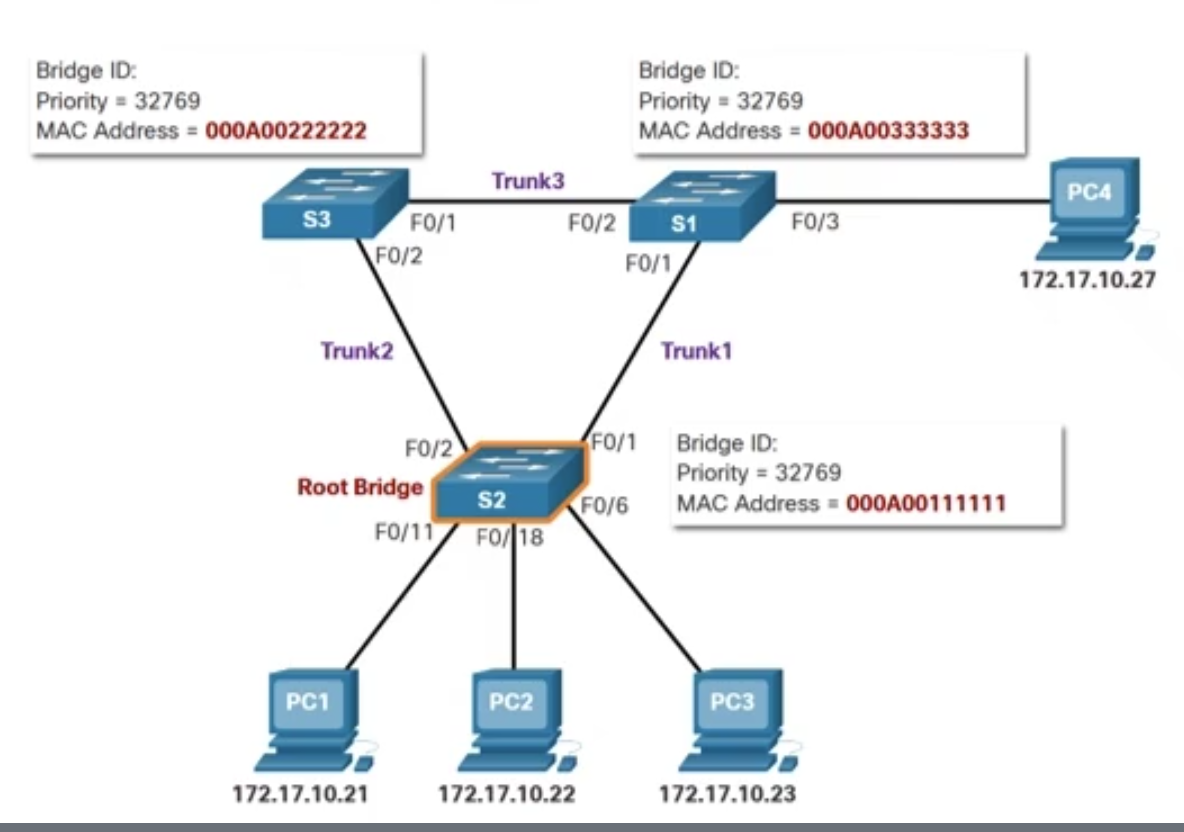 Bridge ID:
Priority = 32769
MAC Address = 000A00222222
Bridge ID:
Priority = 32769
MAC Address = 000A00333333
Trunk3
S3
F0/1
F0/2
S1
F0/3
PC4
F0/2
F0/1
172.17.10.27
Trunk2
Trunk1
F0/2
F0/1
Bridge ID:
Priority = 32769
MAC Address = 000A00111111
Root Bridge
S2
F0/6
F0/11
F0/18
PC1
PC2
PC3
172.17.10.21
172.17.10.22
172.17.10.23